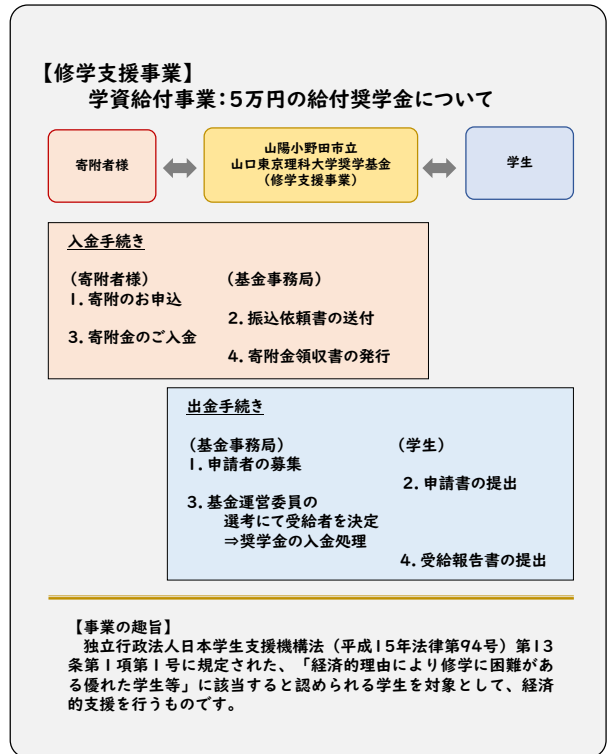 【修学支援事業】
学資給付事業：5万円の給付奨学金について
寄附者様
山陽小野田市立
山口東京理科大学奨学基金
（修学支援事業）
学生
入金手続き
（寄附者様）
（基金事務局）
1. 寄附のお申込
2. 振込依頼書の送付
3. 寄附金のご入金
4. 寄附金領収書の発行
出金手続き
（基金事務局）
（学生）
1. 申請者の募集
2. 申請書の提出
3. 基金運営委員の
選考にて受給者を決定
⇒奨学金の入金処理
4. 受給報告書の提出
【事業の趣旨】
独立行政法人日本学生支援機構法（平成15年法律第94号）第13
条第1項第1号に規定された、「経済的理由により修学に困難があ
る優れた学生等」に該当すると認められる学生を対象として、経済
的支援を行うものです。